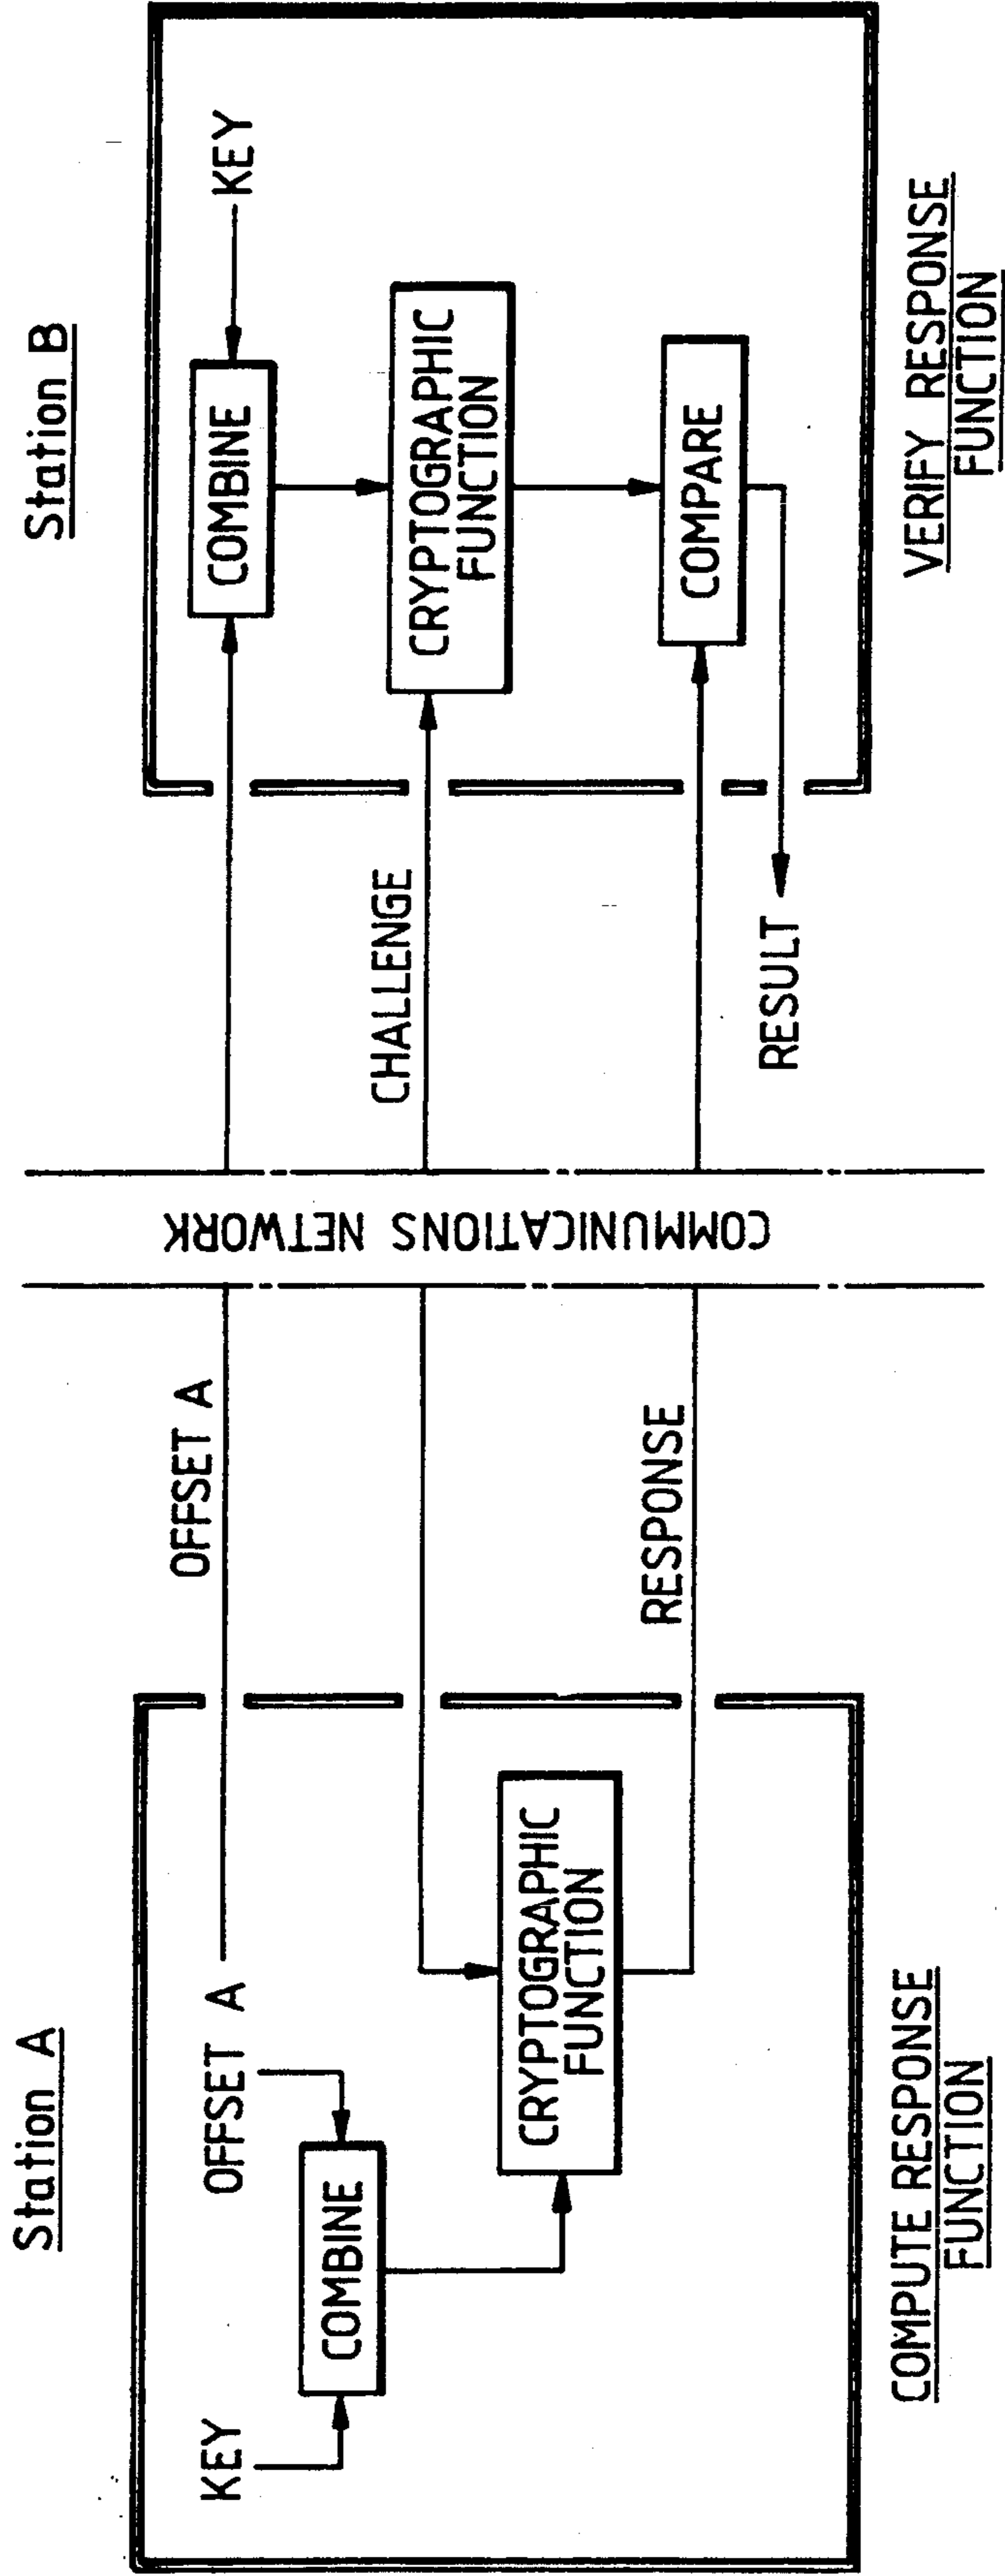 Station A
KEY
OFFSET A
COMBINE
CRYPTOGRAPHIC
FUNCTION
COMPUTE RESPONSE
FUNCTION
OFFSET A
RESPONSE
COMMUNICATIONS NETWORK
Station B
CHALLENGE
RESULT
COMBINE
KEY
CRYPTOGRAPHIC
FUNCTION
COMPARE
VERIFY RESPONSE
FUNCTION